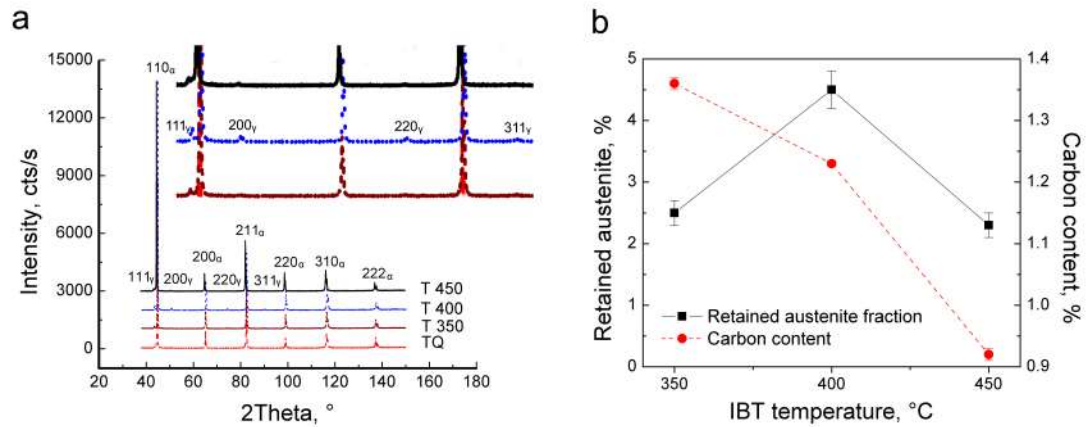 a
15000
12000
9000
6000
3000
0
Intensity, cts/s
110α
111γ
200γ
220γ
311γ
111γ
200γ
200α
220γ
211α
311γ
220α
310α
222α
T 450
T 400
T 350
TQ
20 40 60 80 100 120 140 160 180
2Theta, °
b
5
4
3
2
1
0
Retained austenite, %
Retained austenite fraction
Carbon content
350 400 450
IBT temperature, °C
1.4
1.3
1.2
1.1
1.0
0.9
Carbon content, %